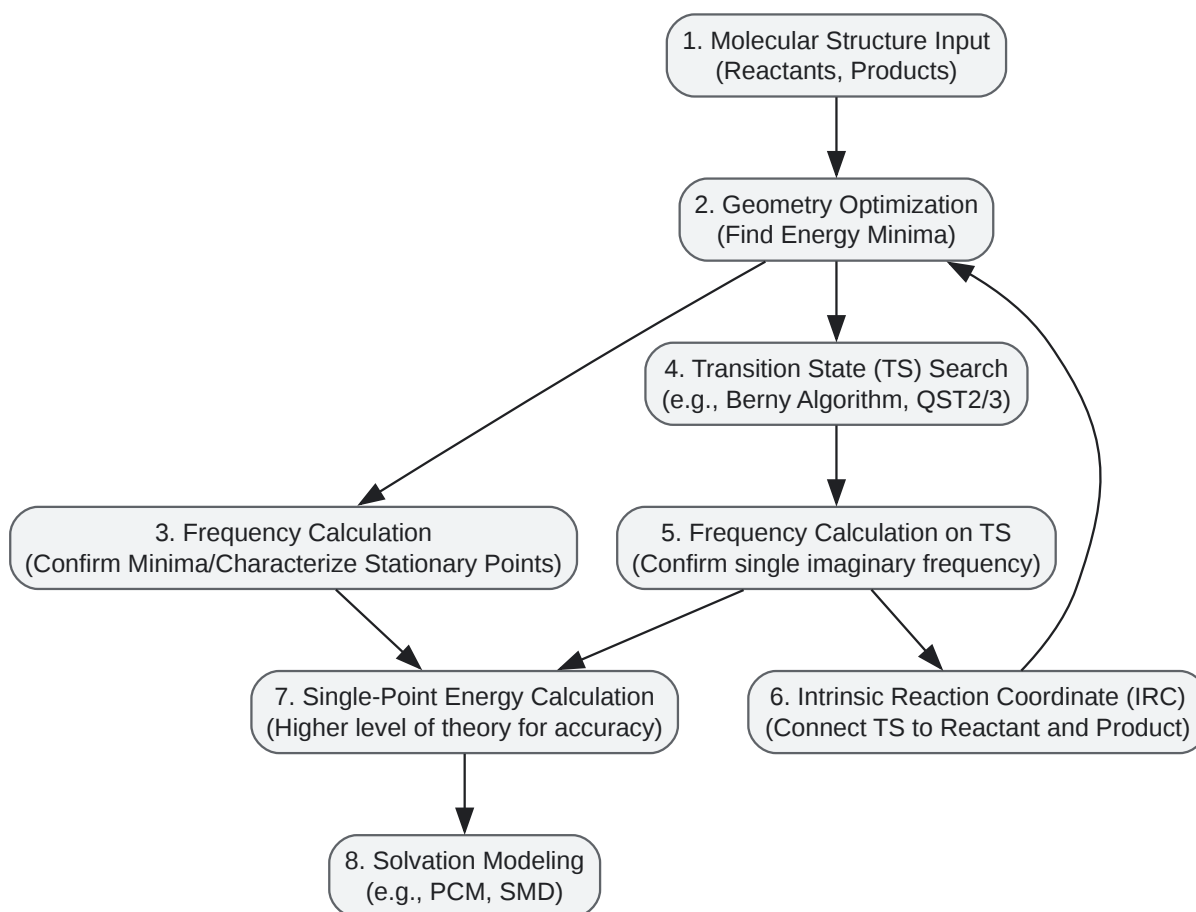 1. Molecular Structure Input
(Reactants, Products)
2. Geometry Optimization
(Find Energy Minima)
4. Transition State (TS) Search
(e.g., Berny Algorithm, QST2/3)
3. Frequency Calculation
(Confirm Minima/Characterize Stationary Points)
5. Frequency Calculation on TS
(Confirm single imaginary frequency)
7. Single-Point Energy Calculation
(Higher level of theory for accuracy)
6. Intrinsic Reaction Coordinate (IRC)
(Connect TS to Reactant and Product)
8. Solvation Modeling
(e.g., PCM, SMD)